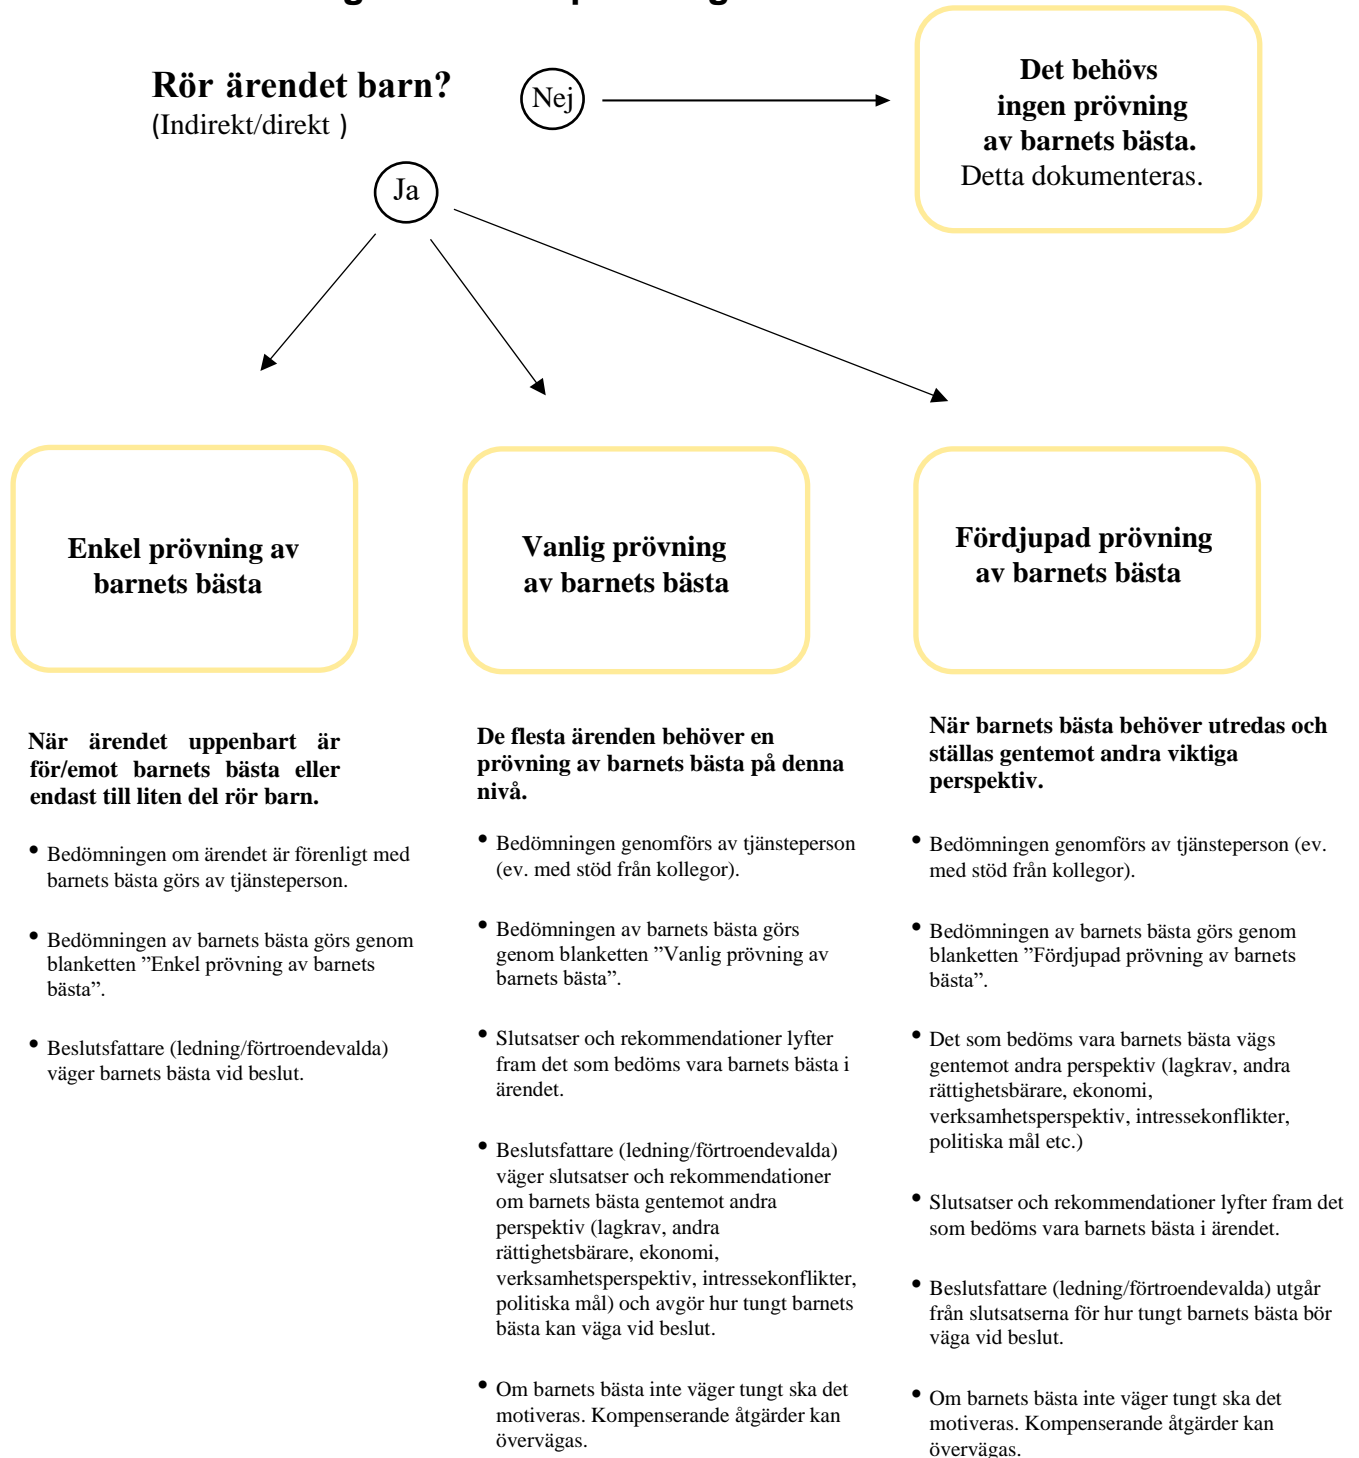 Rör ärendet barn?
(Indirekt/direkt )
Nej
Ja
Det behövs
ingen prövning
av barnets bästa.
Detta dokumenteras.
Enkel prövning av
barnets bästa
När ärendet uppenbart är
för/emot barnets bästa eller
endast till liten del rör barn.
• Bedömningen om ärendet är förenligt med
barnets bästa görs av tjänsteperson.
• Bedömningen av barnets bästa görs genom
blanketten ”Enkel prövning av barnets
bästa”.
• Beslutsfattare (ledning/förtroendevalda)
väger barnets bästa vid beslut.
Vanlig prövning
av barnets bästa
De flesta ärenden behöver en
prövning av barnets bästa på denna
nivå.
• Bedömningen genomförs av tjänsteperson
(ev. med stöd från kollegor).
• Bedömningen av barnets bästa görs
genom blanketten ”Vanlig prövning av
barnets bästa”.
• Slutsatser och rekommendationer lyfter
fram det som bedöms vara barnets bästa i
ärendet.
• Beslutsfattare (ledning/förtroendevalda)
väger slutsatser och rekommendationer
om barnets bästa gentemot andra
perspektiv (lagkrav, andra
rättighetsbärare, ekonomi,
verksamhetsperspektiv, intressekonflikter,
politiska mål) och avgör hur tungt barnets
bästa kan väga vid beslut.
• Om barnets bästa inte väger tungt ska det
motiveras. Kompenserande åtgärder kan
övervägas.
Fördjupad prövning
av barnets bästa
När barnets bästa behöver utredas och
ställas gentemot andra viktiga
perspektiv.
• Bedömningen genomförs av tjänsteperson (ev.
med stöd från kollegor).
• Bedömningen av barnets bästa görs genom
blanketten ”Fördjupad prövning av barnets
bästa”.
• Det som bedöms vara barnets bästa vägs
gentemot andra perspektiv (lagkrav, andra
rättighetsbärare, ekonomi,
verksamhetsperspektiv, intressekonflikter,
politiska mål etc.)
• Slutsatser och rekommendationer lyfter fram det
som bedöms vara barnets bästa i ärendet.
• Beslutsfattare (ledning/förtroendevalda) utgår
från slutsatserna för hur tungt barnets bästa bör
väga vid beslut.
• Om barnets bästa inte väger tungt ska det
motiveras. Kompenserande åtgärder kan
övervägas.